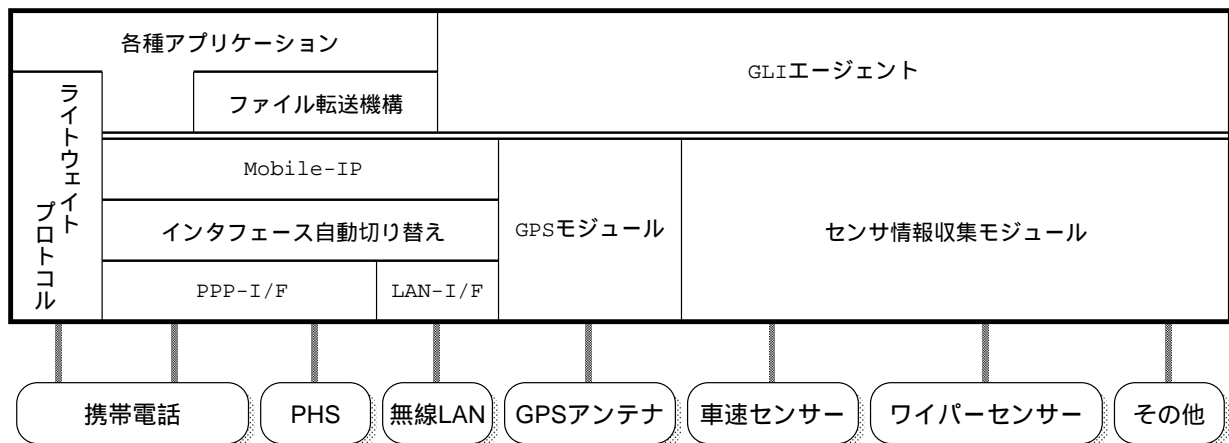 各種アプリケーション
GLIエージェント
ファイル転送機構
ライトウェイト
プロトコル
Mobile-IP
インタフェース自動切り替え
PPP-I/F
LAN-I/F
GPSモジュール
センサ情報収集モジュール
携帯電話
PHS
無線LAN
GPSアンテナ
車速センサー
ワイパーセンサー
その他